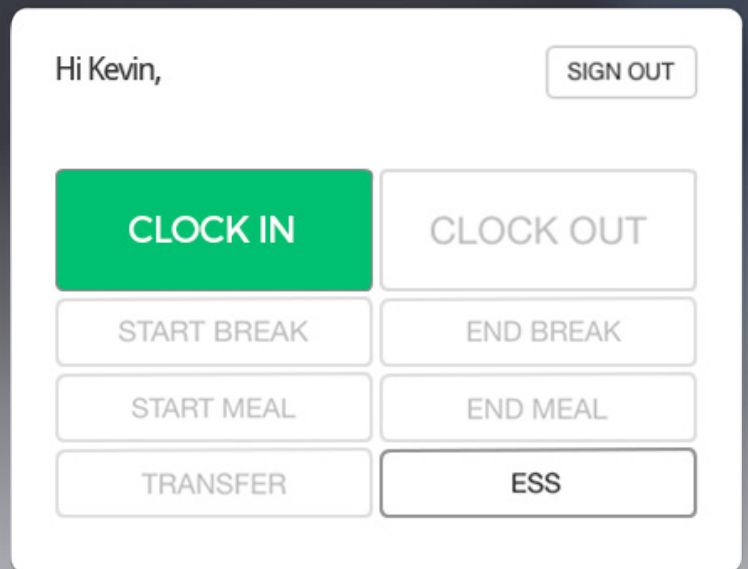 Hi Kevin,
SIGN OUT
CLOCK IN
CLOCK OUT
START BREAK
END BREAK
START MEAL
END MEAL
TRANSFER
ESS